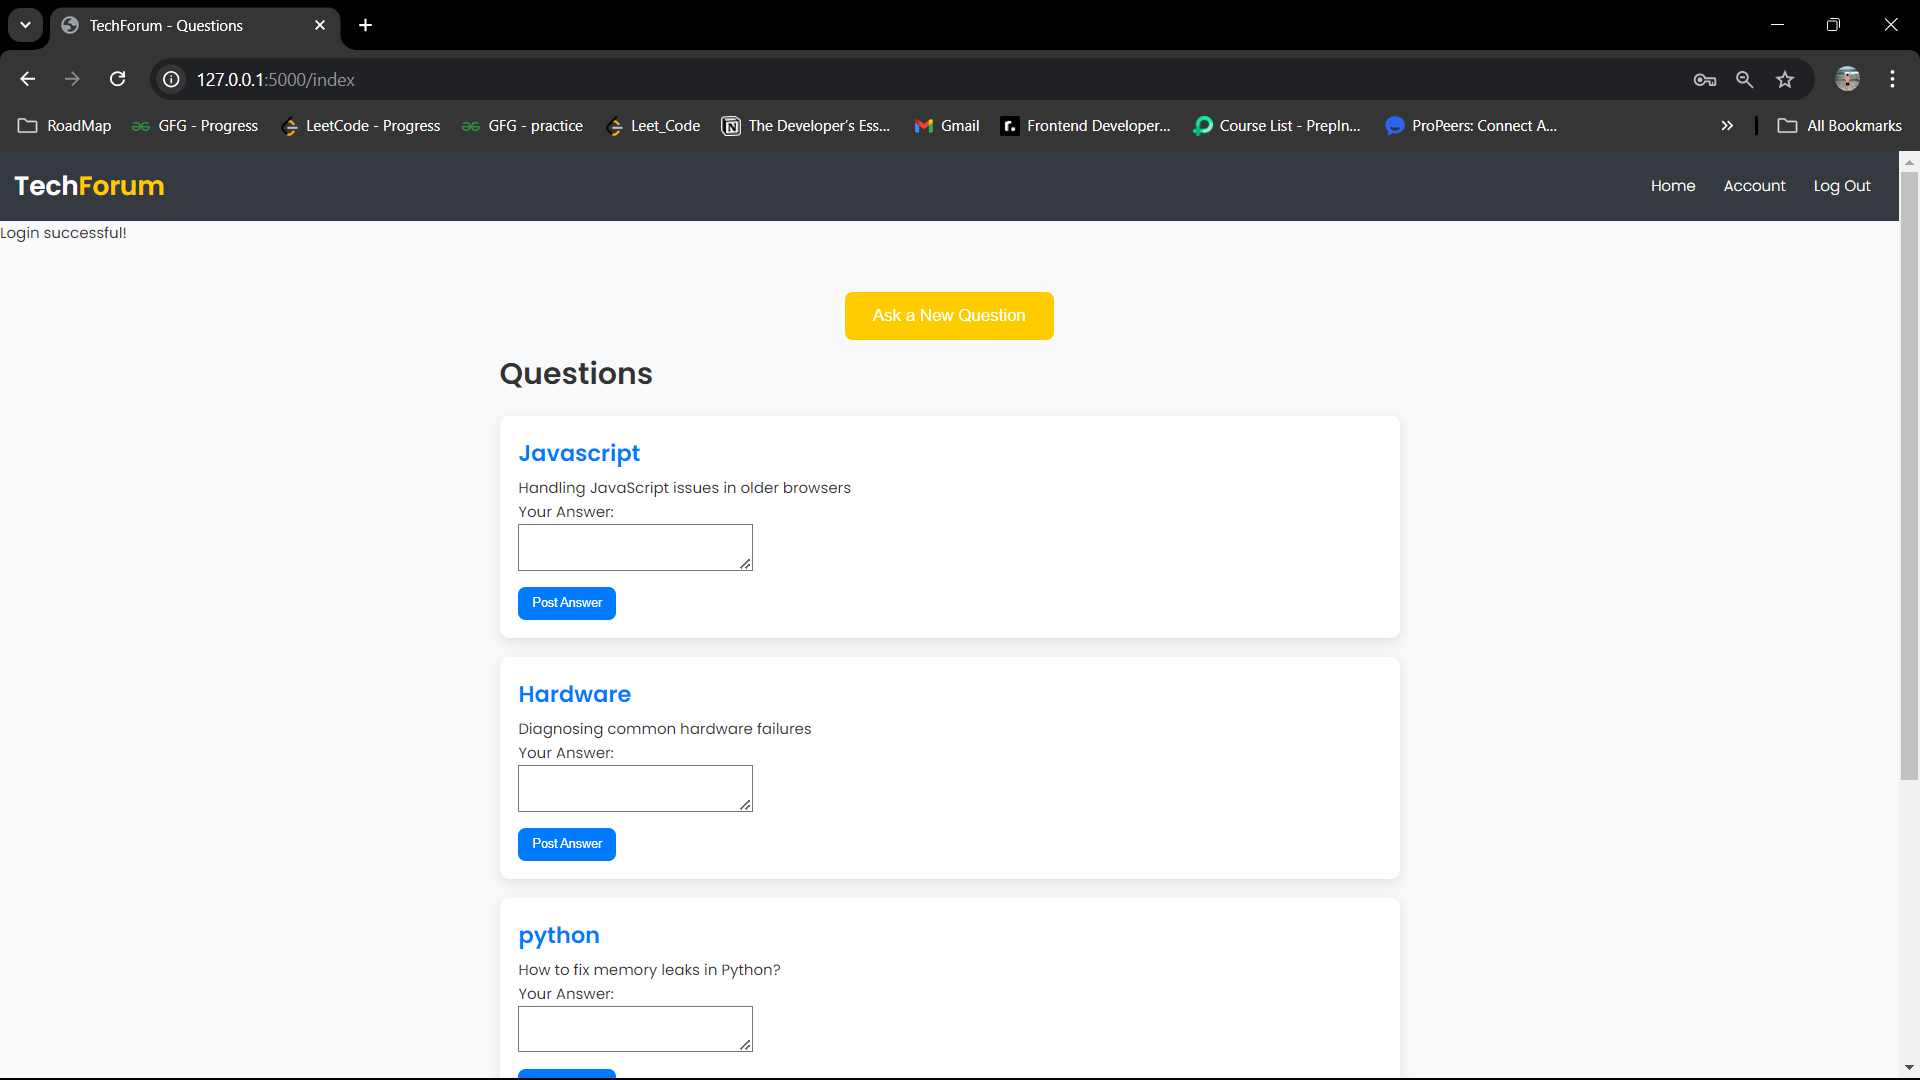 TechForum - Questions
127.0.0.1:5000/index
RoadMap GFG - Progress LeetCode - Progress GFG - practice Leet_Code The Developer's Ess... Gmail Frontend Developer... Course List - PrepIn... ProPeers: Connect A... All Bookmarks
TechForum Home Account Log Out
Login successful!
Ask a New Question
Questions
Javascript
Handling JavaScript issues in older browsers
Your Answer:
Post Answer
Hardware
Diagnosing common hardware failures
Your Answer:
Post Answer
python
How to fix memory leaks in Python?
Your Answer: